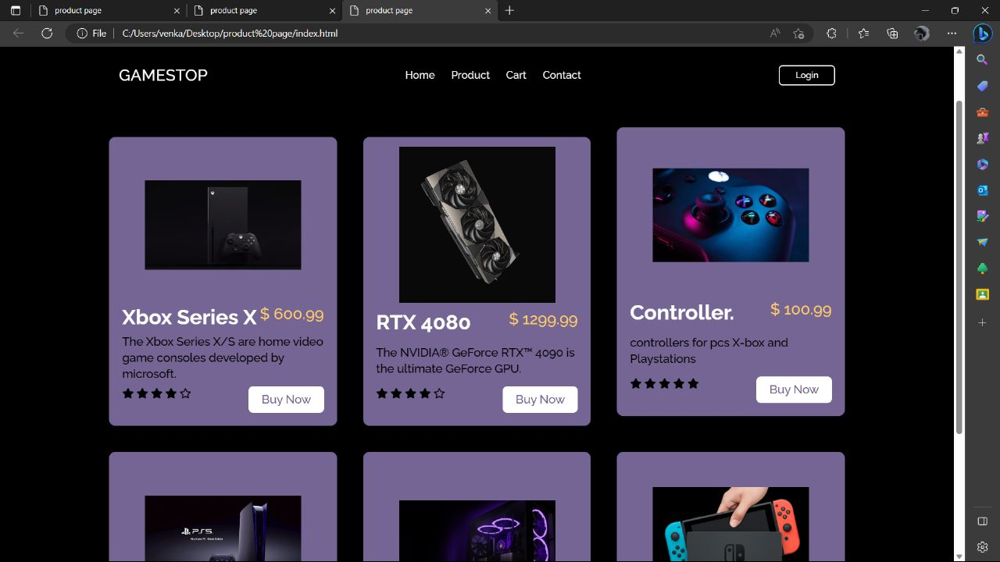 product page
product page
product page
File
C:/Users/venka/Desktop/product%20page/index.html
GAMESTOP
Home
Product
Cart
Contact
Login
Xbox Series X
$ 600.99
The Xbox Series X/S are home video
game consoles developed by
microsoft.
Buy Now
RTX 4080
$ 1299.99
The NVIDIA® GeForce RTX™ 4090 is
the ultimate GeForce GPU.
Buy Now
Controller.
$ 100.99
controllers for pcs X-box and
Playstations
Buy Now
PS5